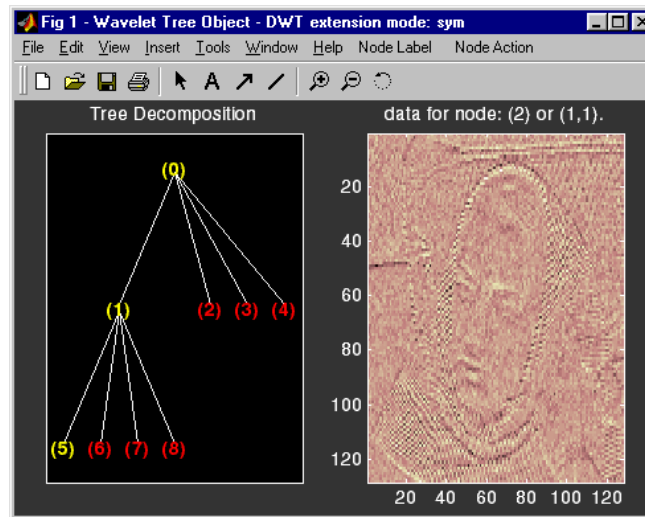 Fig 1 - Wavelet Tree Object - DWT extension mode: sym
File Edit View Insert Tools Window Help Node Label Node Action
A
Tree Decomposition
data for node: (2) or (1,1).
(0)
(1) (2) (3) (4)
(5) (6) (7) (8)
20
40
60
80
100
120
20 40 60 80 100 120